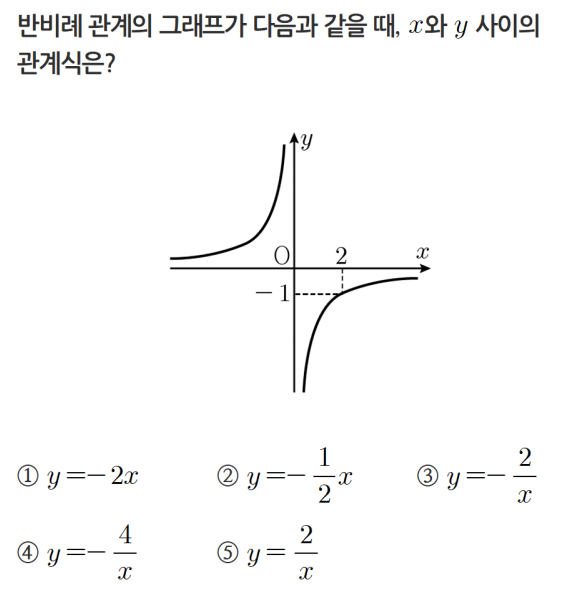 반비례 관계의 그래프가 다음과 같을 때, x와 y 사이의
관계식은?
y
O 2 x
－1
① y=－2x ② y=－1/2 x ③ y=－2/x
④ y=－4/x ⑤ y=2/x